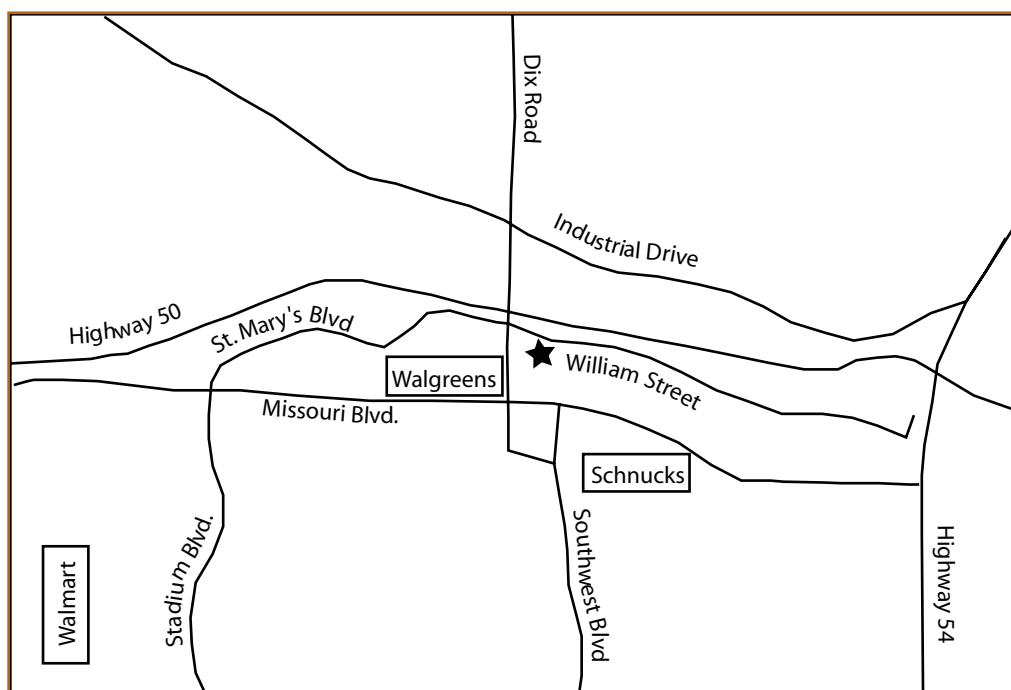 Dix Road
Industrial Drive
Highway 50
St. Mary's Blvd
William Street
Walgreens
Missouri Blvd.
Schnucks
Stadium Blvd.
Southwest Blvd
Highway 54
Walmart